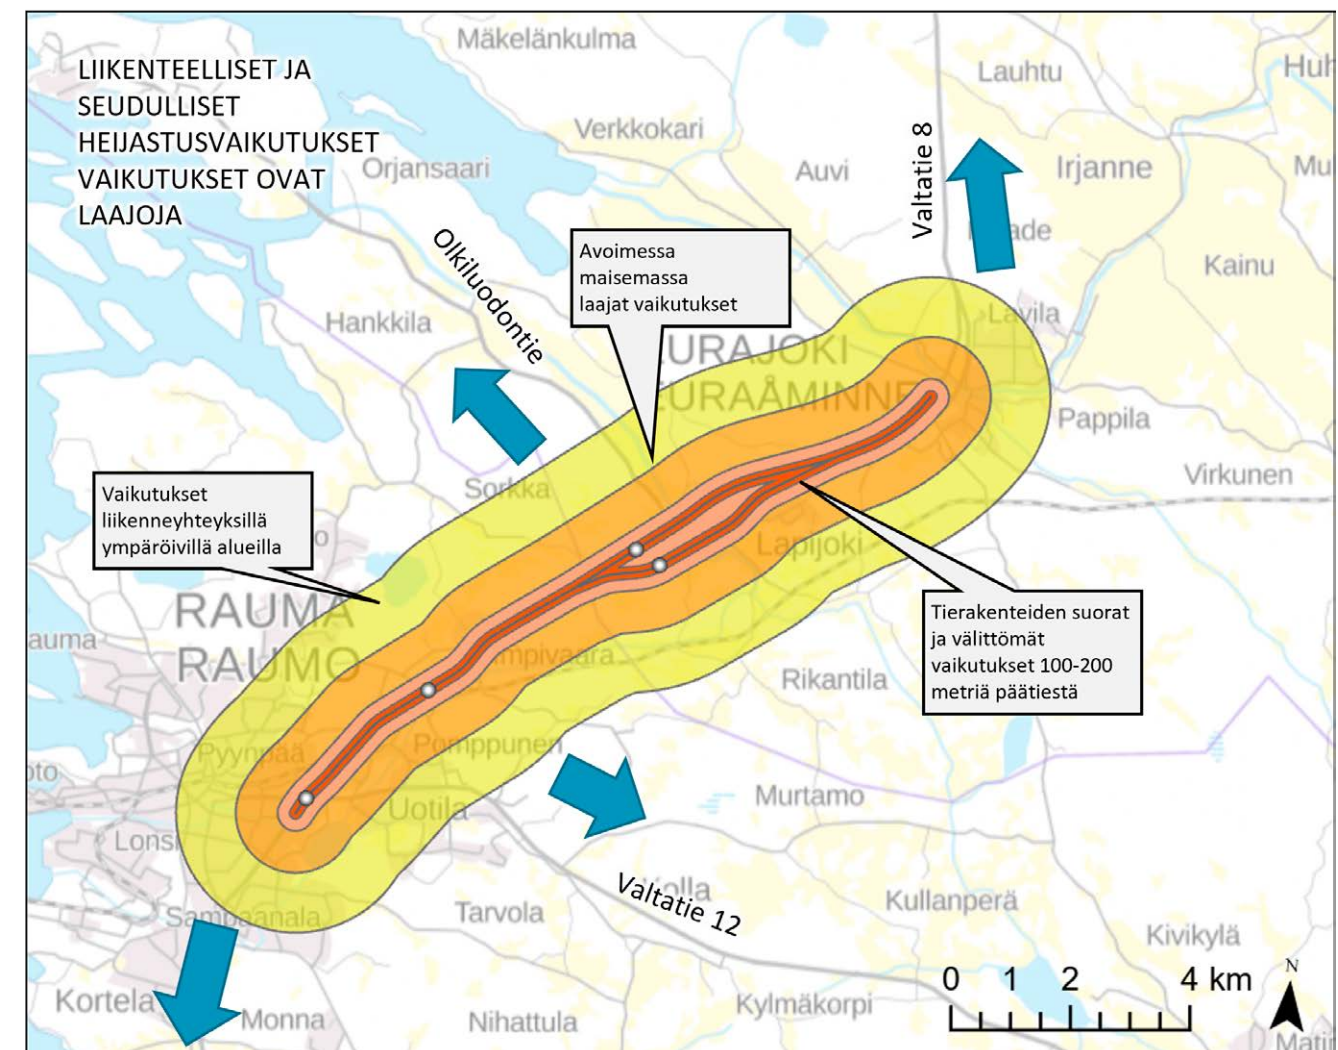 LIIKENTEELLISET JA
SEUDULLISET
HEIJASTUSVAIKUTUKSET
VAIKUTUKSET OVAT
LAAJOJA
Mäkelänkulma
Lauhtu
Verkkokari
Orjansaari
Auvi
Valtatie 8
Irjanne
Kainu
Olkiluodontie
Avoimessa
maisemassa
laajat vaikutukset
Hankkila
Lavila
Pappila
Virkunen
Sorkka
Vaikutukset
liikenneyhteyksillä
ympäröivillä alueilla
Lapijoki
RAUMA
RAUMO
Tierakenteiden suorat
ja välittömät
vaikutukset 100-200
metriä päätiestä
Rikantila
Pyynpää
Pomppunen
Uotila
Murtamo
Valtatie 12
Kullanperä
Sampaanala
Tarvola
Kivikylä
Kortela
Monna
Nihattula
Kylmäkorpi
0 1 2 4 km
N